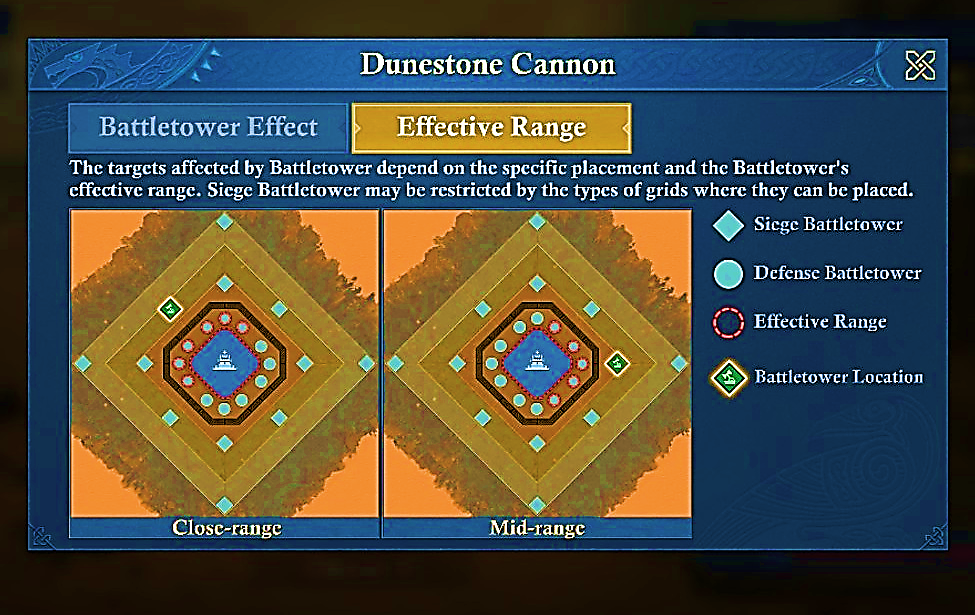 Dunestone Cannon
Battletower Effect
Effective Range
The targets affected by Battletower depend on the specific placement and the Battletower's
effective range. Siege Battletower may be restricted by the types of grids where they can be placed.
Siege Battletower
Defense Battletower
Effective Range
Battletower Location
Close-range
Mid-range